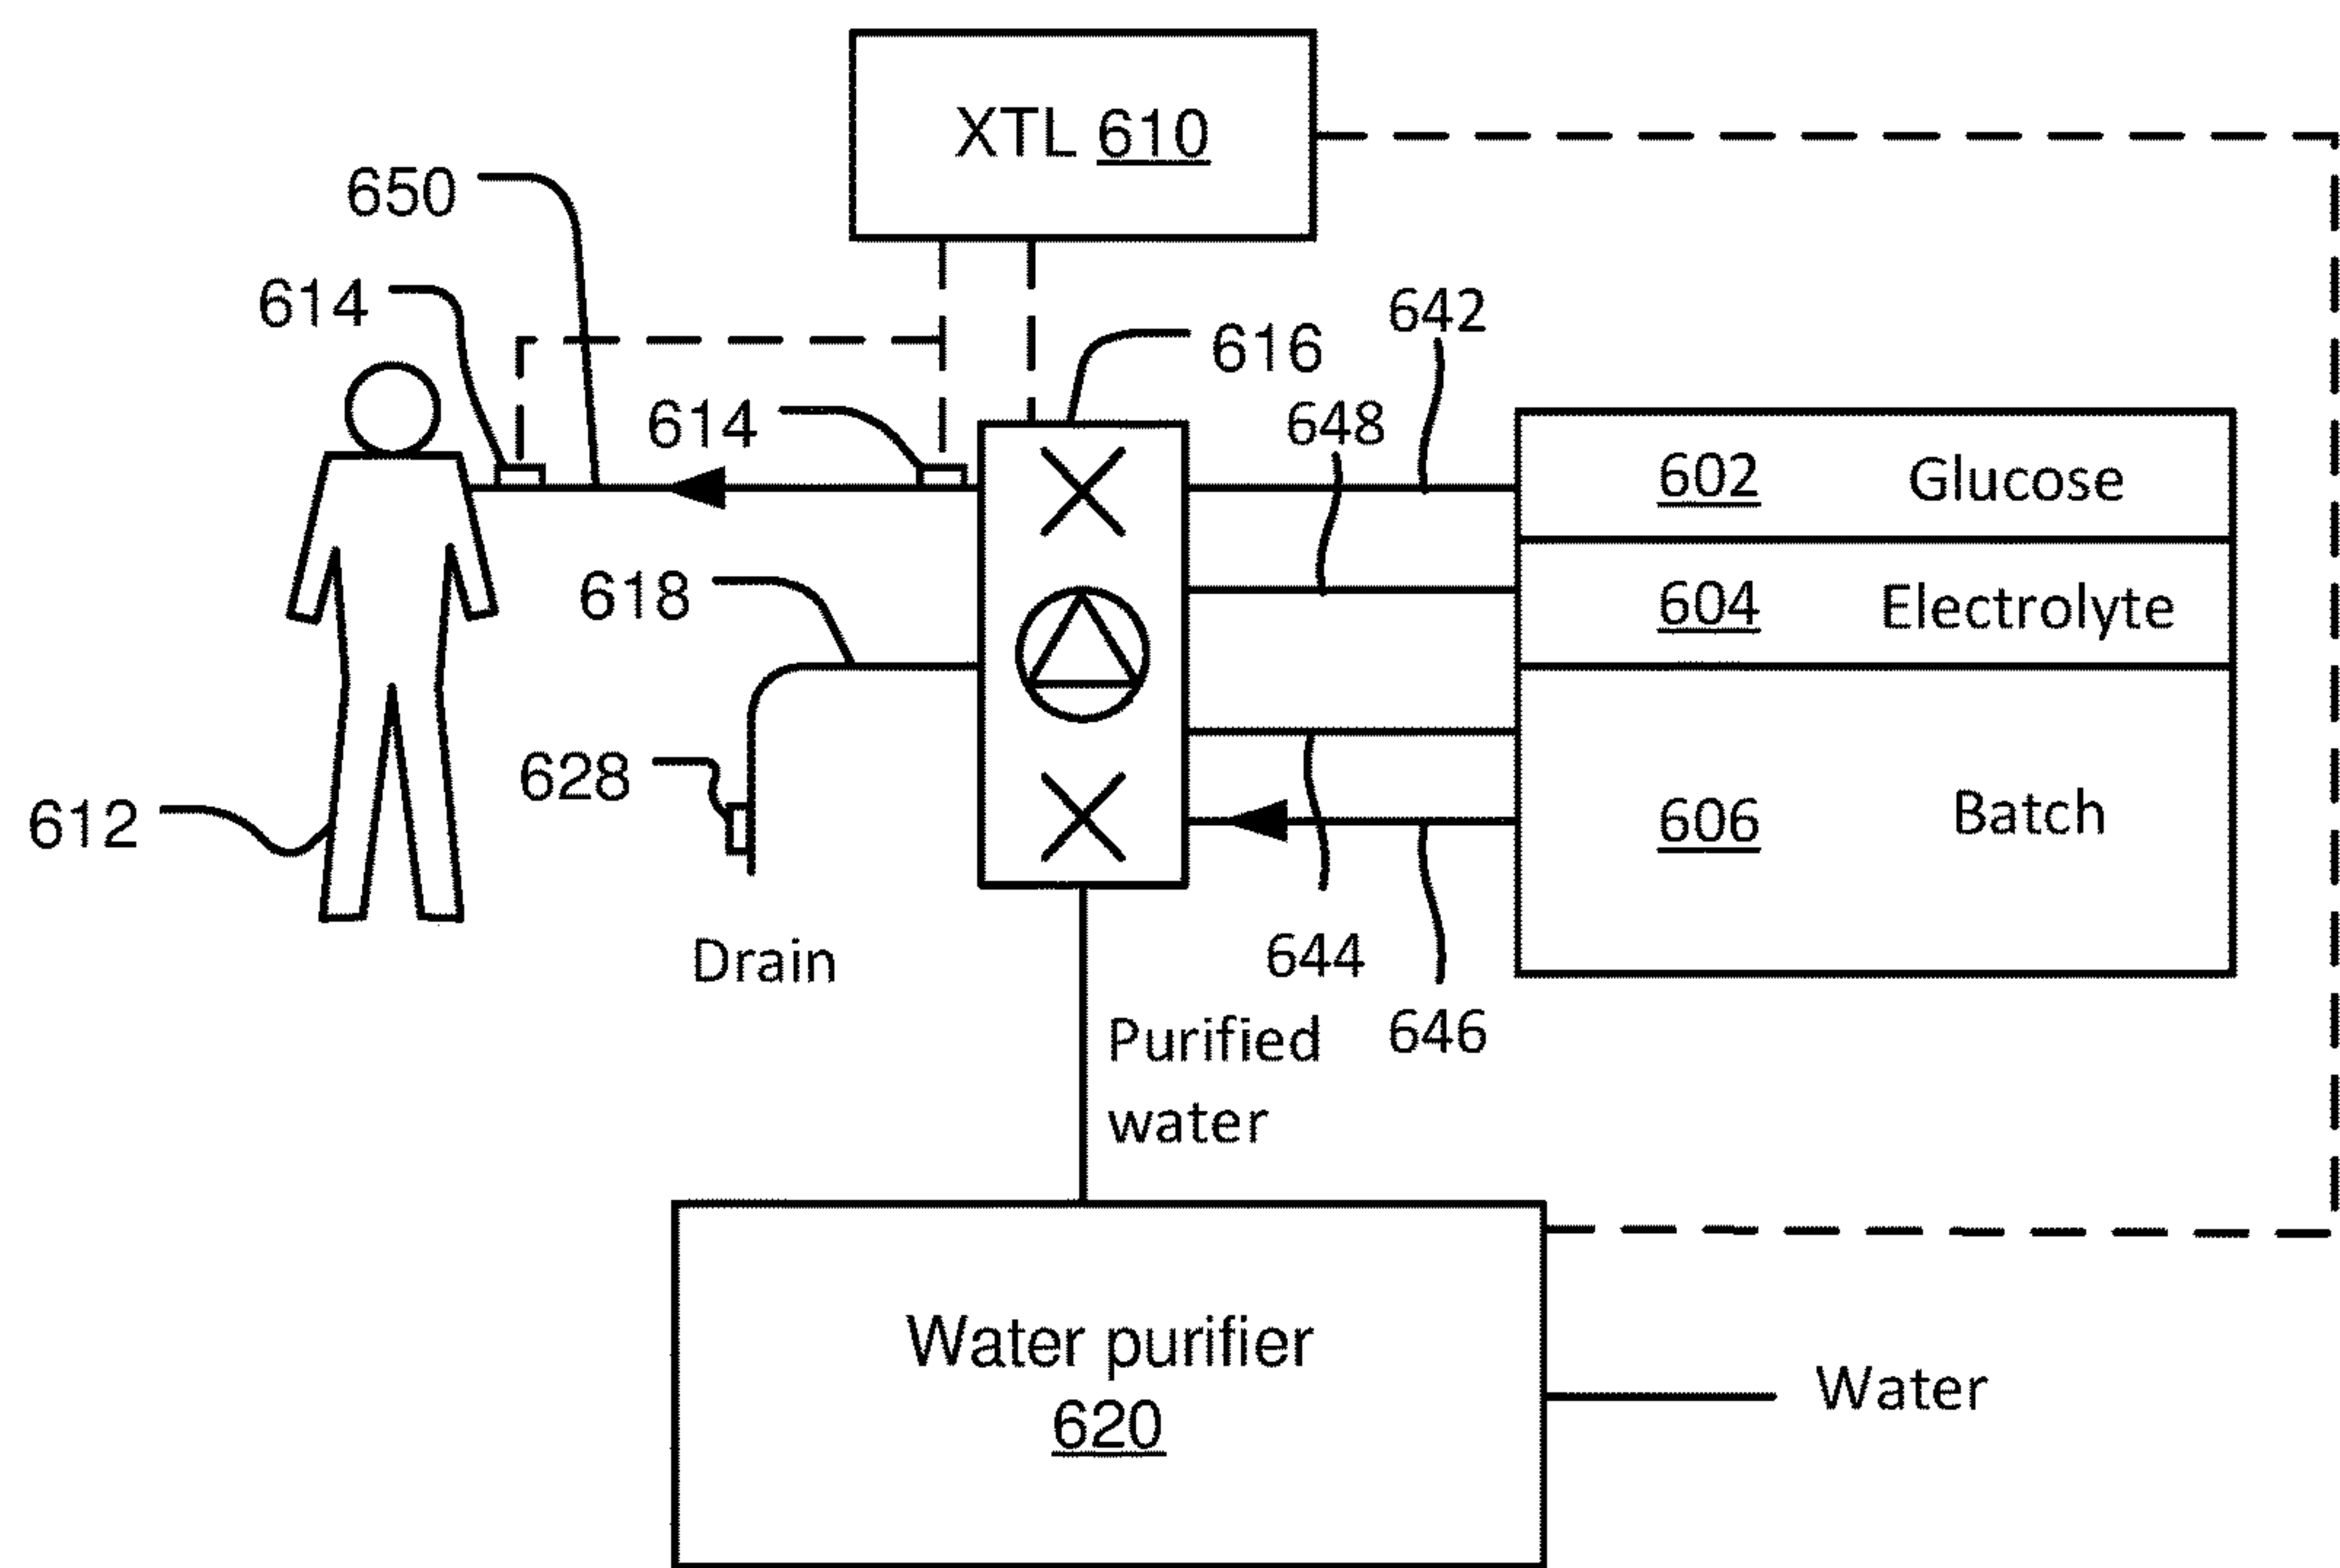 XTL 610
650
614
642
616
614
648
602 Glucose
618
604 Electrolyte
628
612
606 Batch
Drain
644
646
Purified
water
Water purifier
620
Water